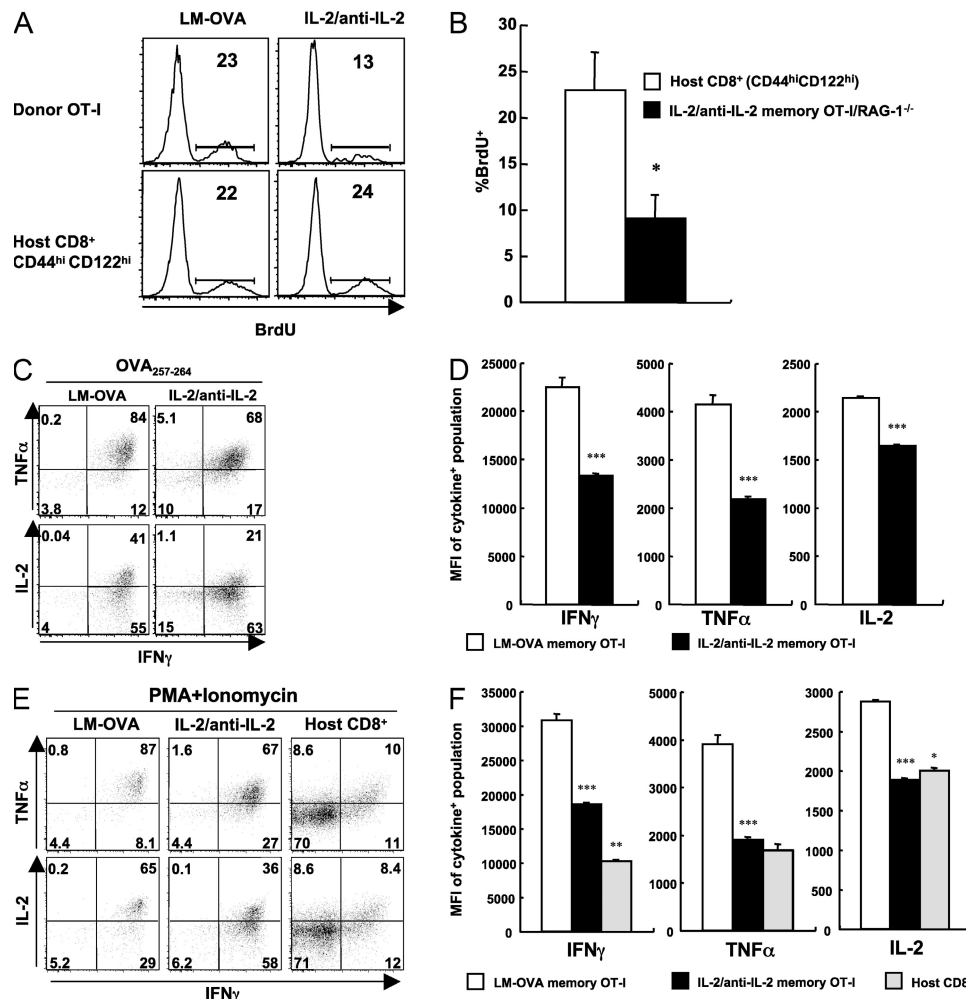 A
LM-OVA IL-2/anti-IL-2
Donor OT-I
23 13
Host CD8⁺
CD44ʰⁱ CD122ʰⁱ
22 24
BrdU
B
30
25
20
15
10
5
0
%BrdU⁺
*
Host CD8⁺ (CD44ʰⁱCD122ʰⁱ)
IL-2/anti-IL-2 memory OT-I/RAG-1⁻/⁻
C
OVA₂₅₇₋₂₆₄
LM-OVA IL-2/anti-IL-2
TNFα
0.2 84 5.1 68
3.8 12 10 17
IL-2
0.04 41 1.1 21
4 55 15 63
IFNγ
D
MFI of cytokine⁺ population
25000
20000
15000
10000
5000
0
***
IFNγ
5000
4000
3000
2000
1000
0
***
TNFα
2500
2000
1500
1000
500
0
***
IL-2
LM-OVA memory OT-I IL-2/anti-IL-2 memory OT-I
E
PMA+Ionomycin
LM-OVA IL-2/anti-IL-2 Host CD8⁺
TNFα
0.8 87 1.6 67 8.6 10
4.4 8.1 4.4 27 70 11
IL-2
0.2 65 0.1 36 8.6 8.4
5.2 29 6.2 58 71 12
IFNγ
F
MFI of cytokine⁺ population
35000
30000
25000
20000
15000
10000
5000
0
*** **
IFNγ
5000
4000
3000
2000
1000
0
***
TNFα
3000
2500
2000
1500
1000
500
0
*** *
IL-2
LM-OVA memory OT-I IL-2/anti-IL-2 memory OT-I Host CD8